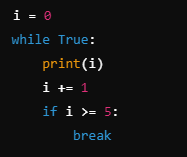 i = 0
while True:
    print(i)
    i += 1
    if i >= 5:
        break